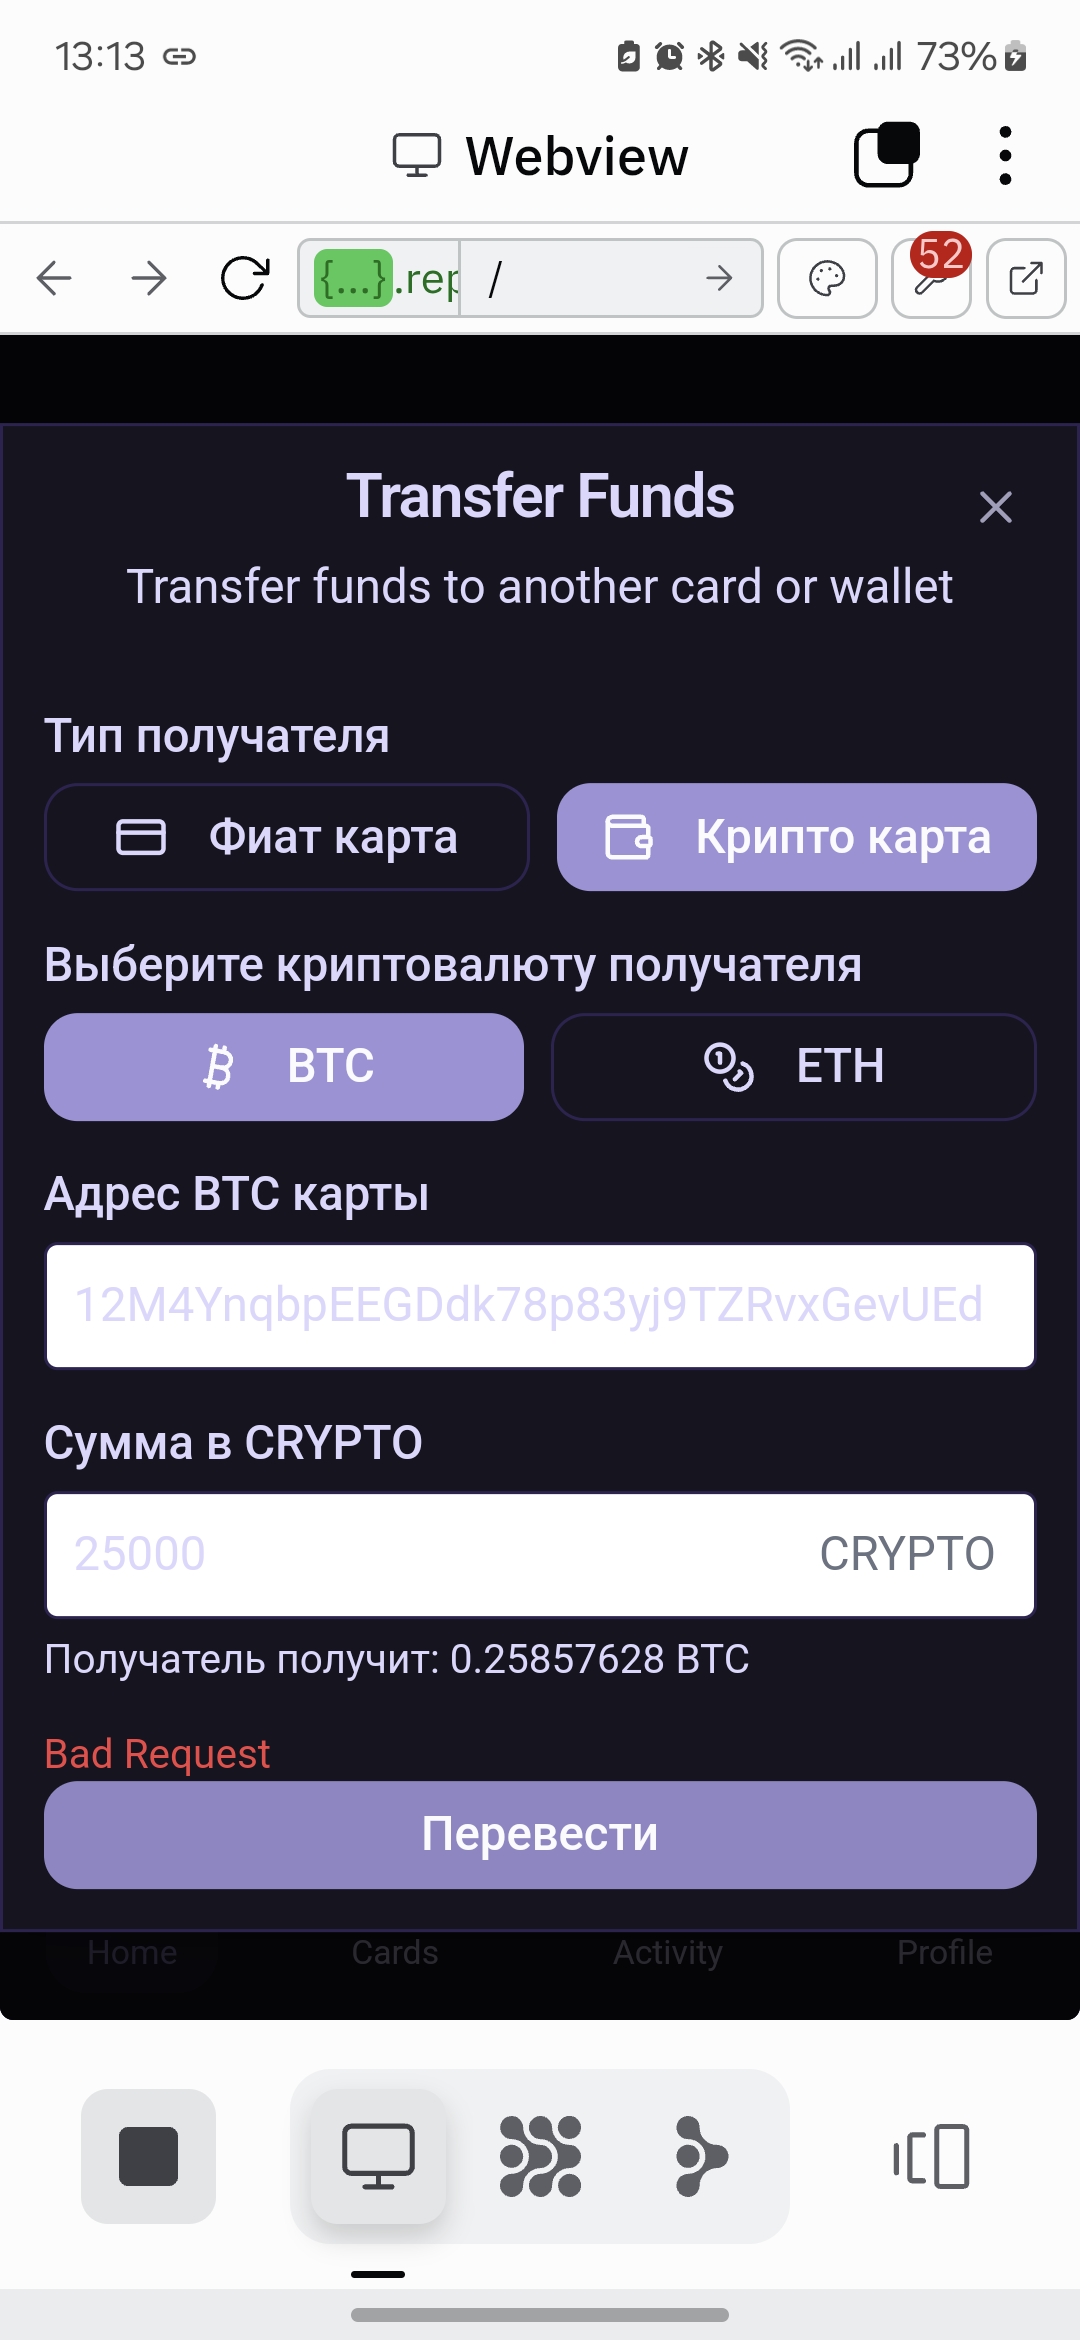 13:13
73%
Webview
{...}.rep
/
52
Transfer Funds
Transfer funds to another card or wallet
Тип получателя
Фиат карта
Крипто карта
Выберите криптовалюту получателя
BTC
ETH
Адрес BTC карты
12M4YnqbpEEGDdk78p83yj9TZRvxGevUEd
Сумма в CRYPTO
25000
CRYPTO
Получатель получит: 0.25857628 BTC
Bad Request
Перевести
Home
Cards
Activity
Profile